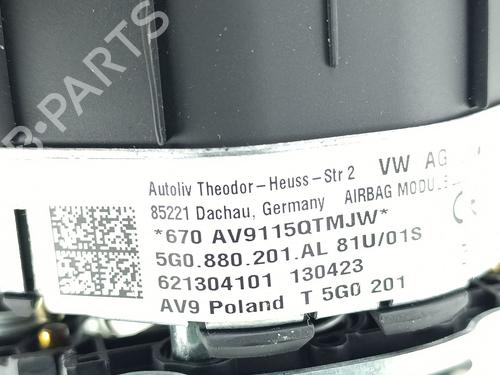 B-PARTS
Autoliv Theodor-Heuss-Str 2 VW AG
85221 Dachau, Germany AIRBAG MODULE
*670 AV9115QTMJW*
5G0.880.201.AL 81U/01S
621304101 130423
AV9 Poland T 5G0 201